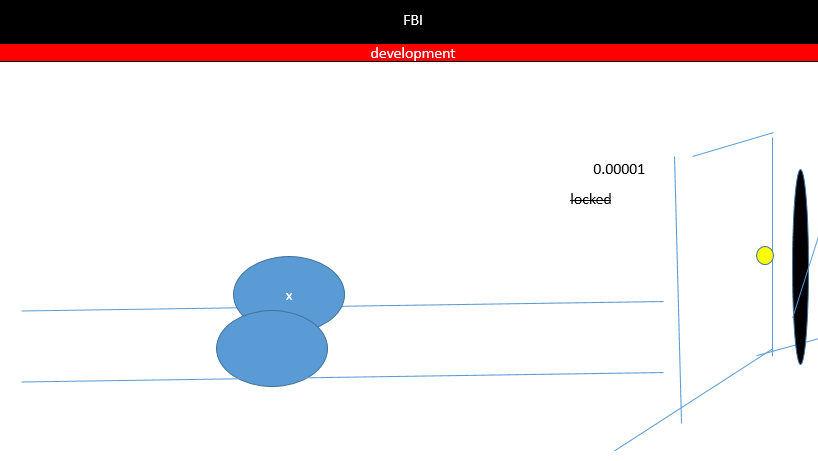 FBI
development
0.00001
locked
x